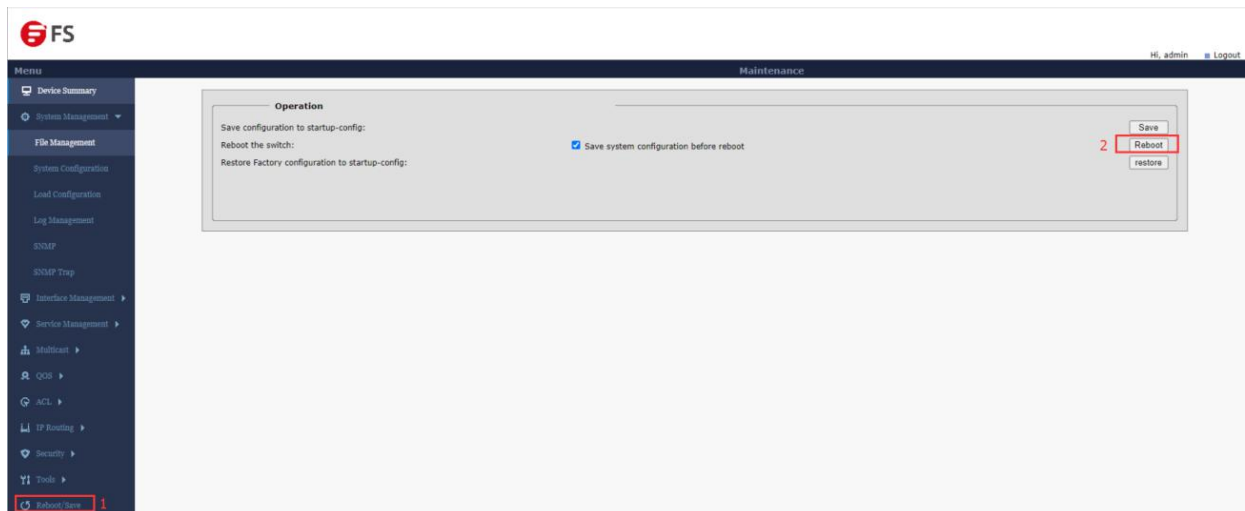 FS
Hi, admin Logout
Menu Maintenance
Device Summary
System Management
File Management
System Configuration
Load Configuration
Log Management
SNMP
SNMP Trap
Interface Management
Service Management
Multicast
QOS
ACL
IP Routing
Security
Tools
Reboot/Save 1
Operation
Save configuration to startup-config: Save
Reboot the switch: Save system configuration before reboot 2 Reboot
Restore Factory configuration to startup-config: restore